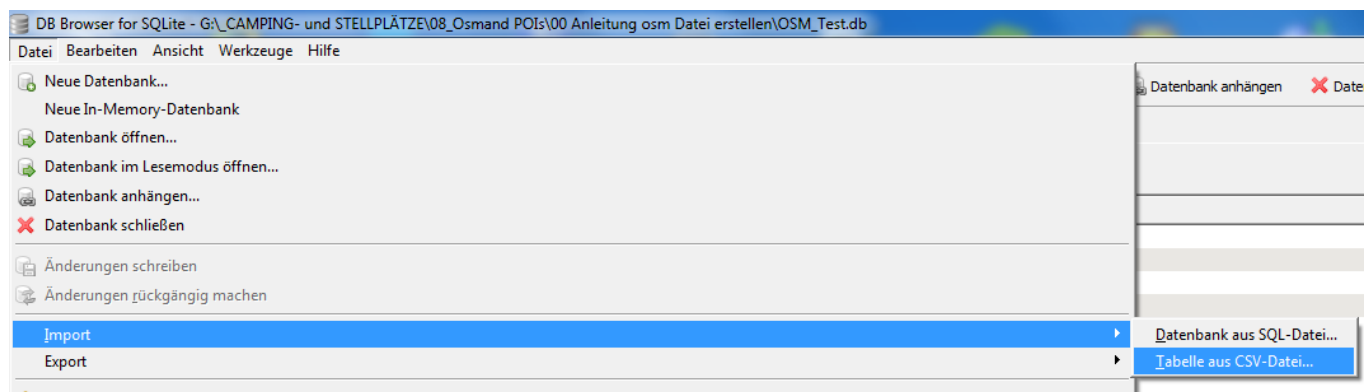 DB Browser for SQLite - G:\_CAMPING- und STELLPLÄTZE\08_Osmand POIs\00 Anleitung osm Datei erstellen\OSM_Test.db
Datei Bearbeiten Ansicht Werkzeuge Hilfe
Neue Datenbank...
Neue In-Memory-Datenbank
Datenbank öffnen...
Datenbank im Lesemodus öffnen...
Datenbank anhängen...
Datenbank schließen
Änderungen schreiben
Änderungen rückgängig machen
Import
Export
Datenbank anhängen Date
Datenbank aus SQL-Datei...
Tabelle aus CSV-Datei...